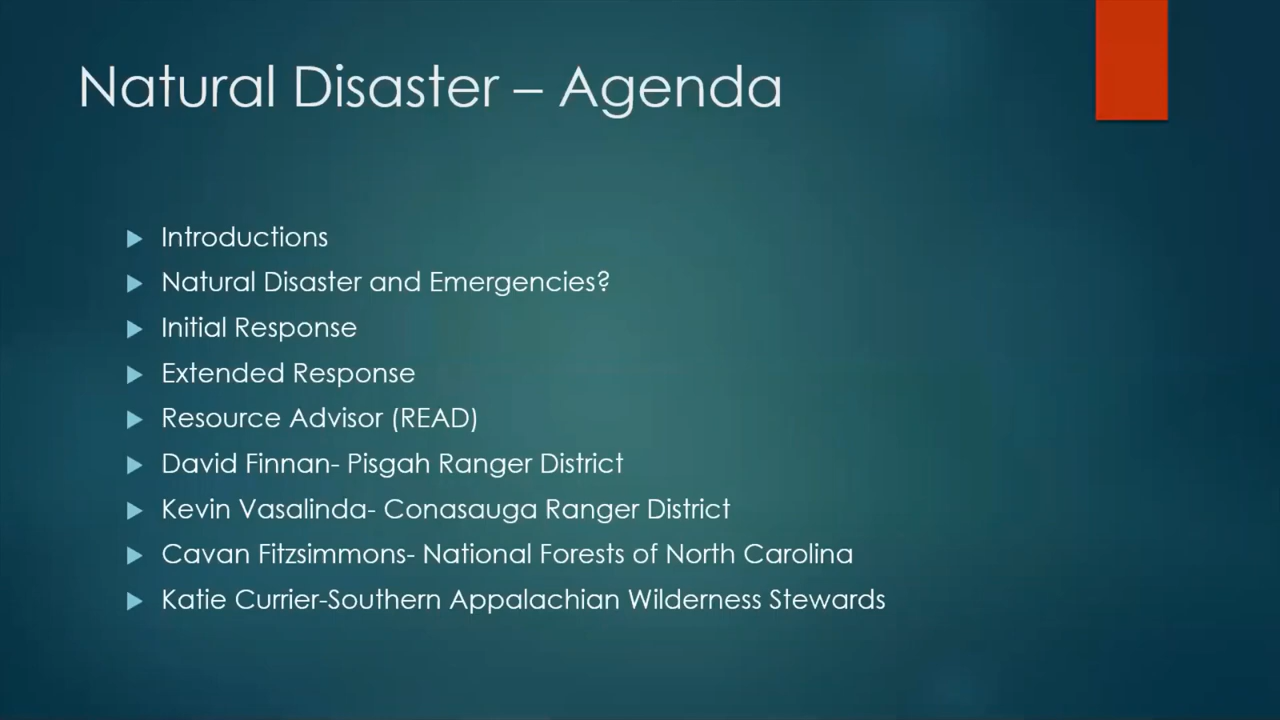 Natural Disaster – Agenda
Introductions
Natural Disaster and Emergencies?
Initial Response
Extended Response
Resource Advisor (READ)
David Finnan- Pisgah Ranger District
Kevin Vasalinda- Conasauga Ranger District
Cavan Fitzsimmons- National Forests of North Carolina
Katie Currier-Southern Appalachian Wilderness Stewards